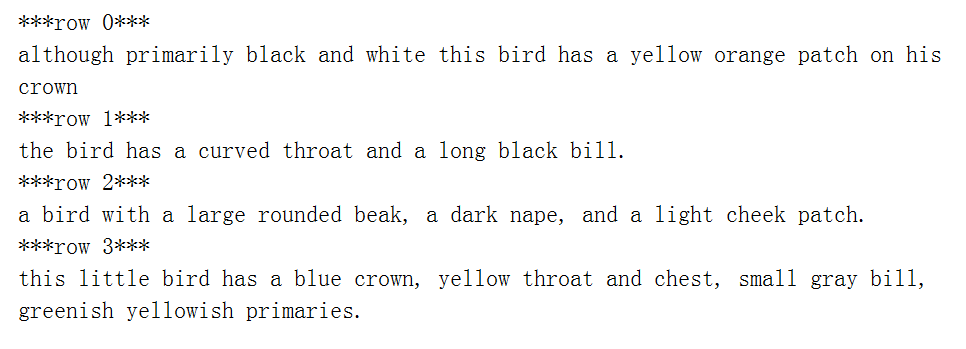 ***row 0***
although primarily black and white this bird has a yellow orange patch on his
crown
***row 1***
the bird has a curved throat and a long black bill.
***row 2***
a bird with a large rounded beak, a dark nape, and a light cheek patch.
***row 3***
this little bird has a blue crown, yellow throat and chest, small gray bill,
greenish yellowish primaries.